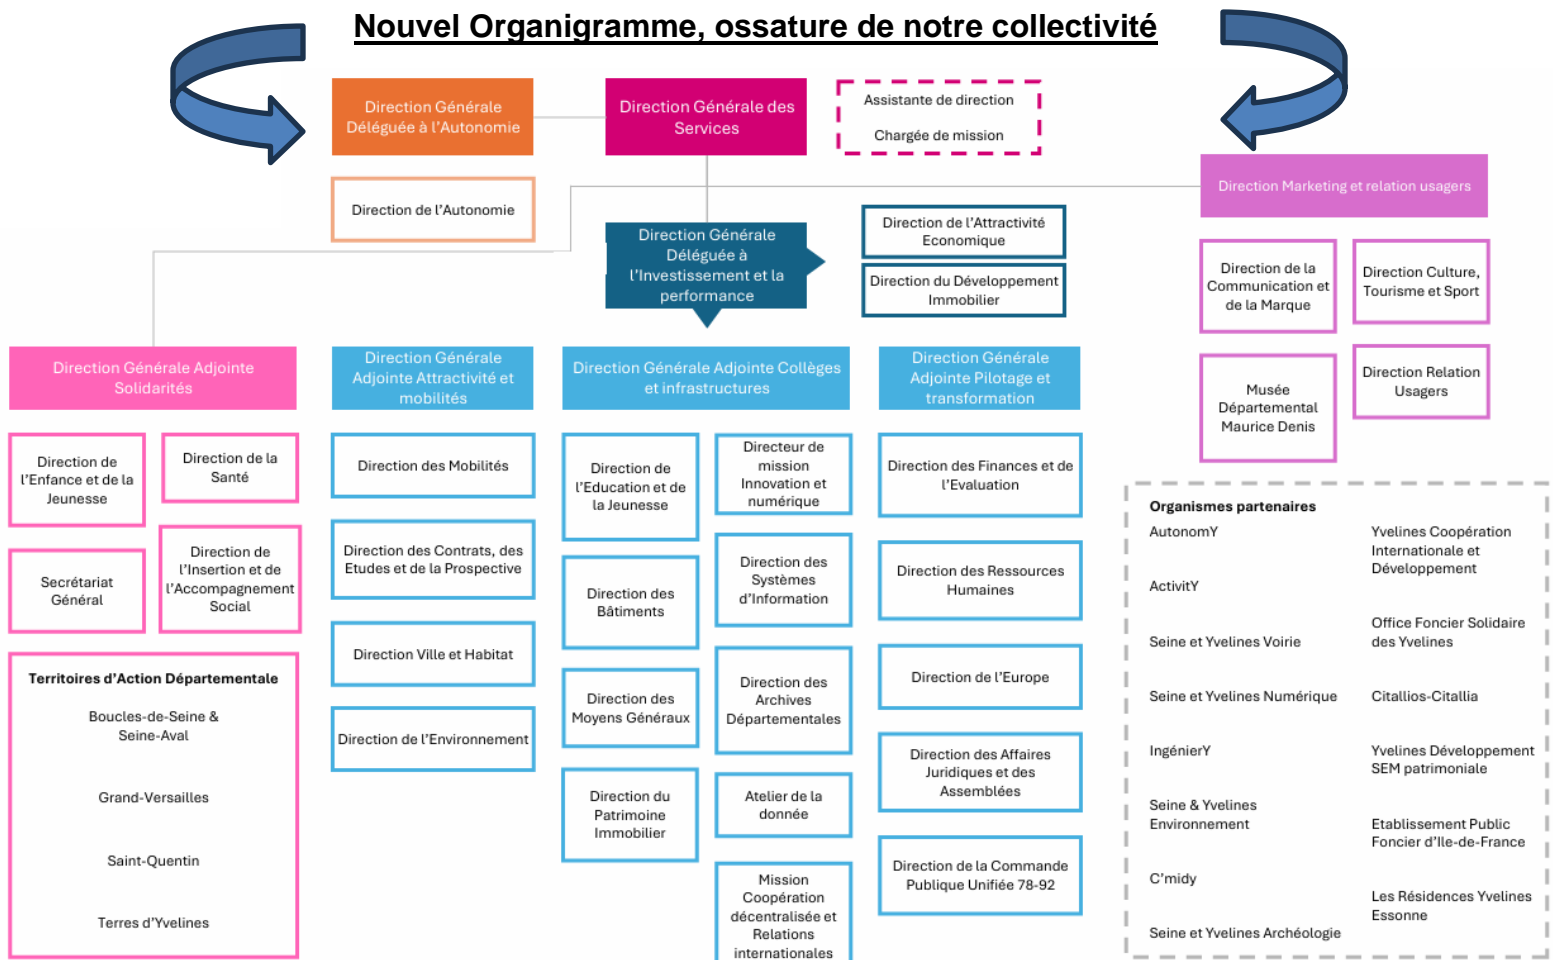 Nouvel Organigramme, ossature de notre collectivité
Direction Générale
Déléguée à l'Autonomie
Direction Générale des
Services
Assistante de direction
Chargée de mission
Direction de l'Autonomie
Direction Marketing et relation usagers
Direction Générale
Déléguée à
l'Investissement et la
performance
Direction de l'Attractivité
Economique
Direction du Développement
Immobilier
Direction de la
Communication et
de la Marque
Direction Culture,
Tourisme et Sport
Musée
Départemental
Maurice Denis
Direction Relation
Usagers
Direction Générale Adjointe
Solidarités
Direction de
l'Enfance et de la
Jeunesse
Direction de la
Santé
Secrétariat
Général
Direction de
l'Insertion et de
l'Accompagnement
Social
Territoires d'Action Départementale
Boucles-de-Seine &
Seine-Aval
Grand-Versailles
Saint-Quentin
Terres d'Yvelines
Direction Générale
Adjointe Attractivité et
mobilités
Direction des Mobilités
Direction des Contrats, des
Etudes et de la Prospective
Direction Ville et Habitat
Direction de l'Environnement
Direction Générale Adjointe Collèges
et infrastructures
Direction de
l'Education et de
la Jeunesse
Directeur de
mission
Innovation et
numérique
Direction des
Bâtiments
Direction des
Systèmes
d'Information
Direction des
Moyens Généraux
Direction des
Archives
Départementales
Direction du
Patrimoine
Immobilier
Atelier de la
donnée
Mission
Coopération
décentralisée et
Relations
internationales
Direction Générale
Adjointe Pilotage et
transformation
Direction des Finances et de
l'Evaluation
Direction des Ressources
Humaines
Direction de l'Europe
Direction des Affaires
Juridiques et des
Assemblées
Direction de la Commande
Publique Unifiée 78-92
Organismes partenaires
AutonomY
ActivitY
Seine et Yvelines Voirie
Seine et Yvelines Numérique
IngénierY
Seine & Yvelines
Environnement
C'midy
Seine et Yvelines Archéologie
Yvelines Coopération
Internationale et
Développement
Office Foncier Solidaire
des Yvelines
Citallios-Citallia
Yvelines Développement
SEM patrimoniale
Etablissement Public
Foncier d'Ile-de-France
Les Résidences Yvelines
Essonne